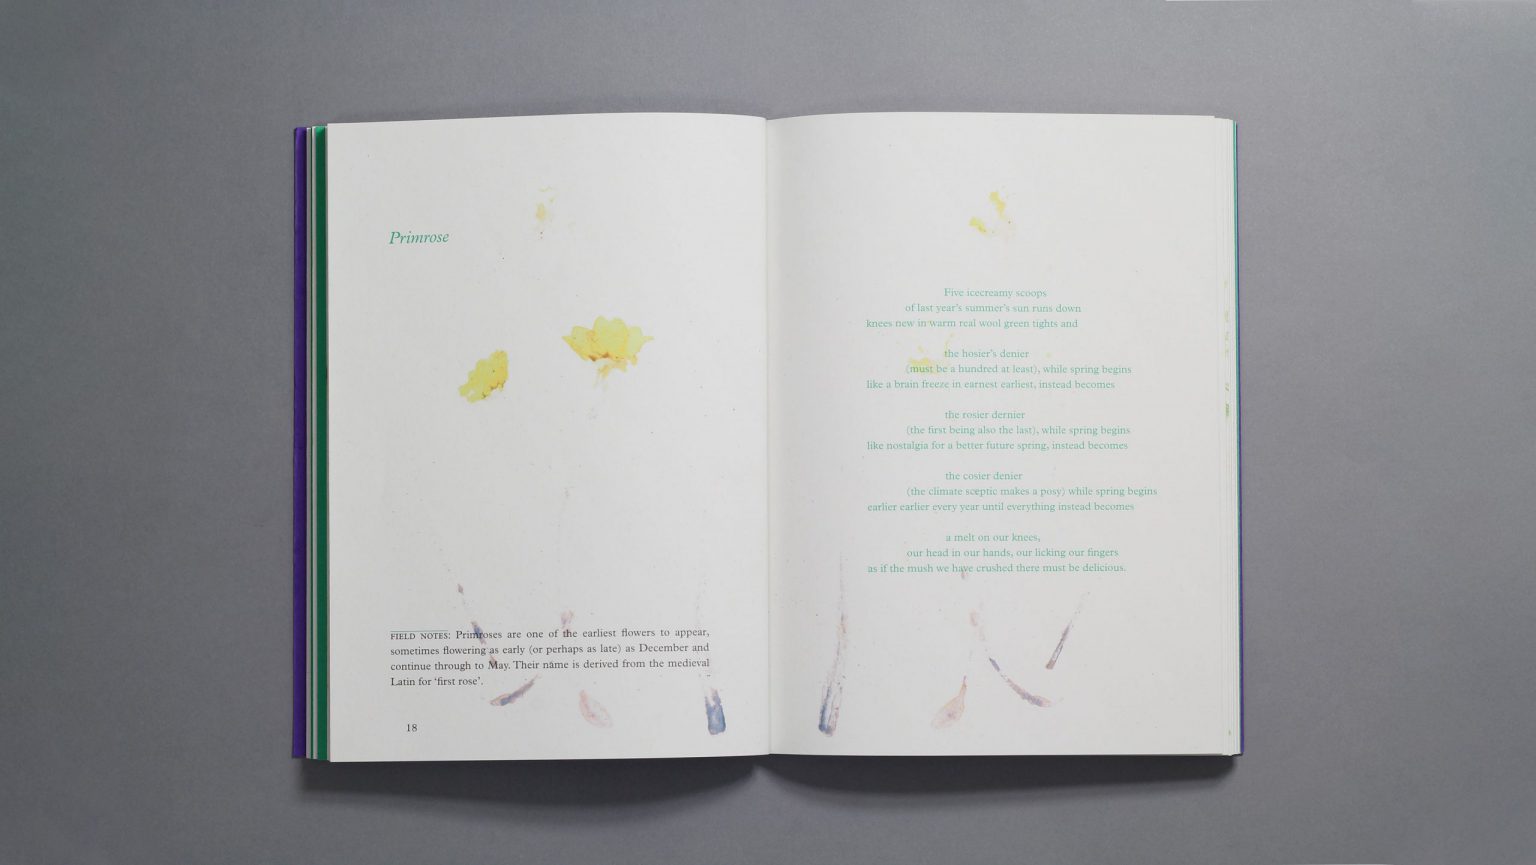 Primrose
FIELD NOTES: Primroses are one of the earliest flowers to appear,
sometimes flowering as early (or perhaps as late) as December and
continue through to May. Their name is derived from the medieval
Latin for ‘first rose’.
18
Five icecreamy scoops
of last year’s summer’s sun runs down
knees new in warm real wool green tights and
the hosier’s denier
(must be a hundred at least), while spring begins
like a brain freeze in earnest earliest, instead becomes
the rosier dernier
(the first being also the last), while spring begins
like nostalgia for a better future spring, instead becomes
the cosier denier
(the climate sceptic makes a posy) while spring begins
earlier earlier every year until everything instead becomes
a melt on our knees,
our head in our hands, our licking our fingers
as if the mush we have crushed there must be delicious.